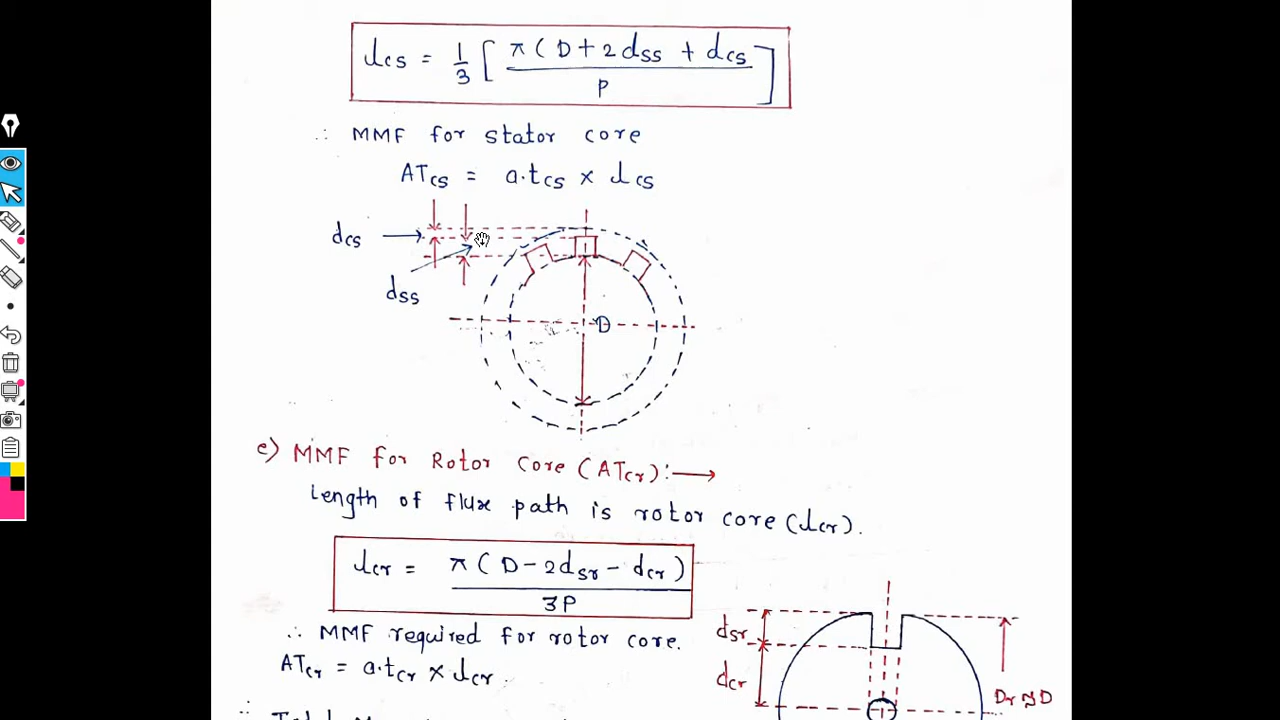 lcs = 1/3 [ π(D+2dss + dcs / P ]
∴ MMF for stator core
ATcs = a.tcs × lcs
dcs
dss
D
e) MMF for Rotor core (ATcr):→
Length of flux path is rotor core (lcr).
lcr = π(D-2dsr - dcr) / 3P
∴ MMF required for rotor core.
ATcr = a.tcr × lcr.
dsr
dcr
Dr ≈ D
∴ Total